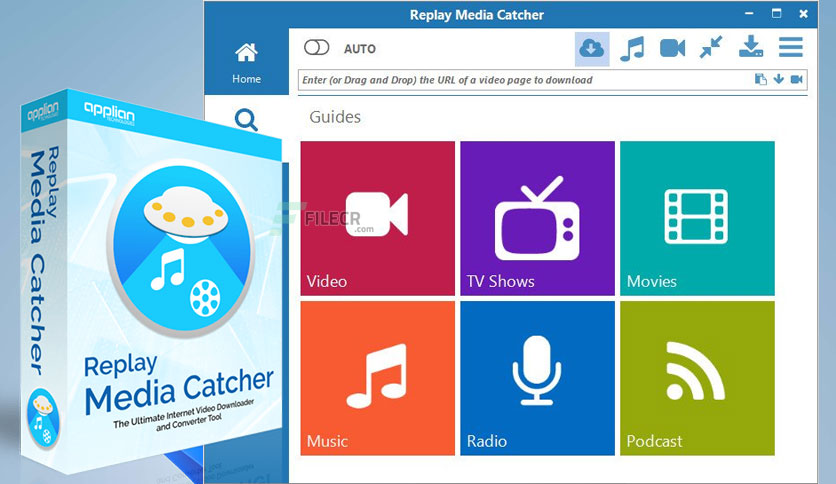 Replay Media Catcher
AUTO
Home
Enter (or Drag and Drop) the URL of a video page to download
Guides
Video
TV Shows
Movies
Music
Radio
Podcast
FILECR
.com
applian
TECHNOLOGIES
applian
Replay
Media Catcher
Replay
Media Catcher
The Ultimate Internet Video Downloader
and Converter Tool